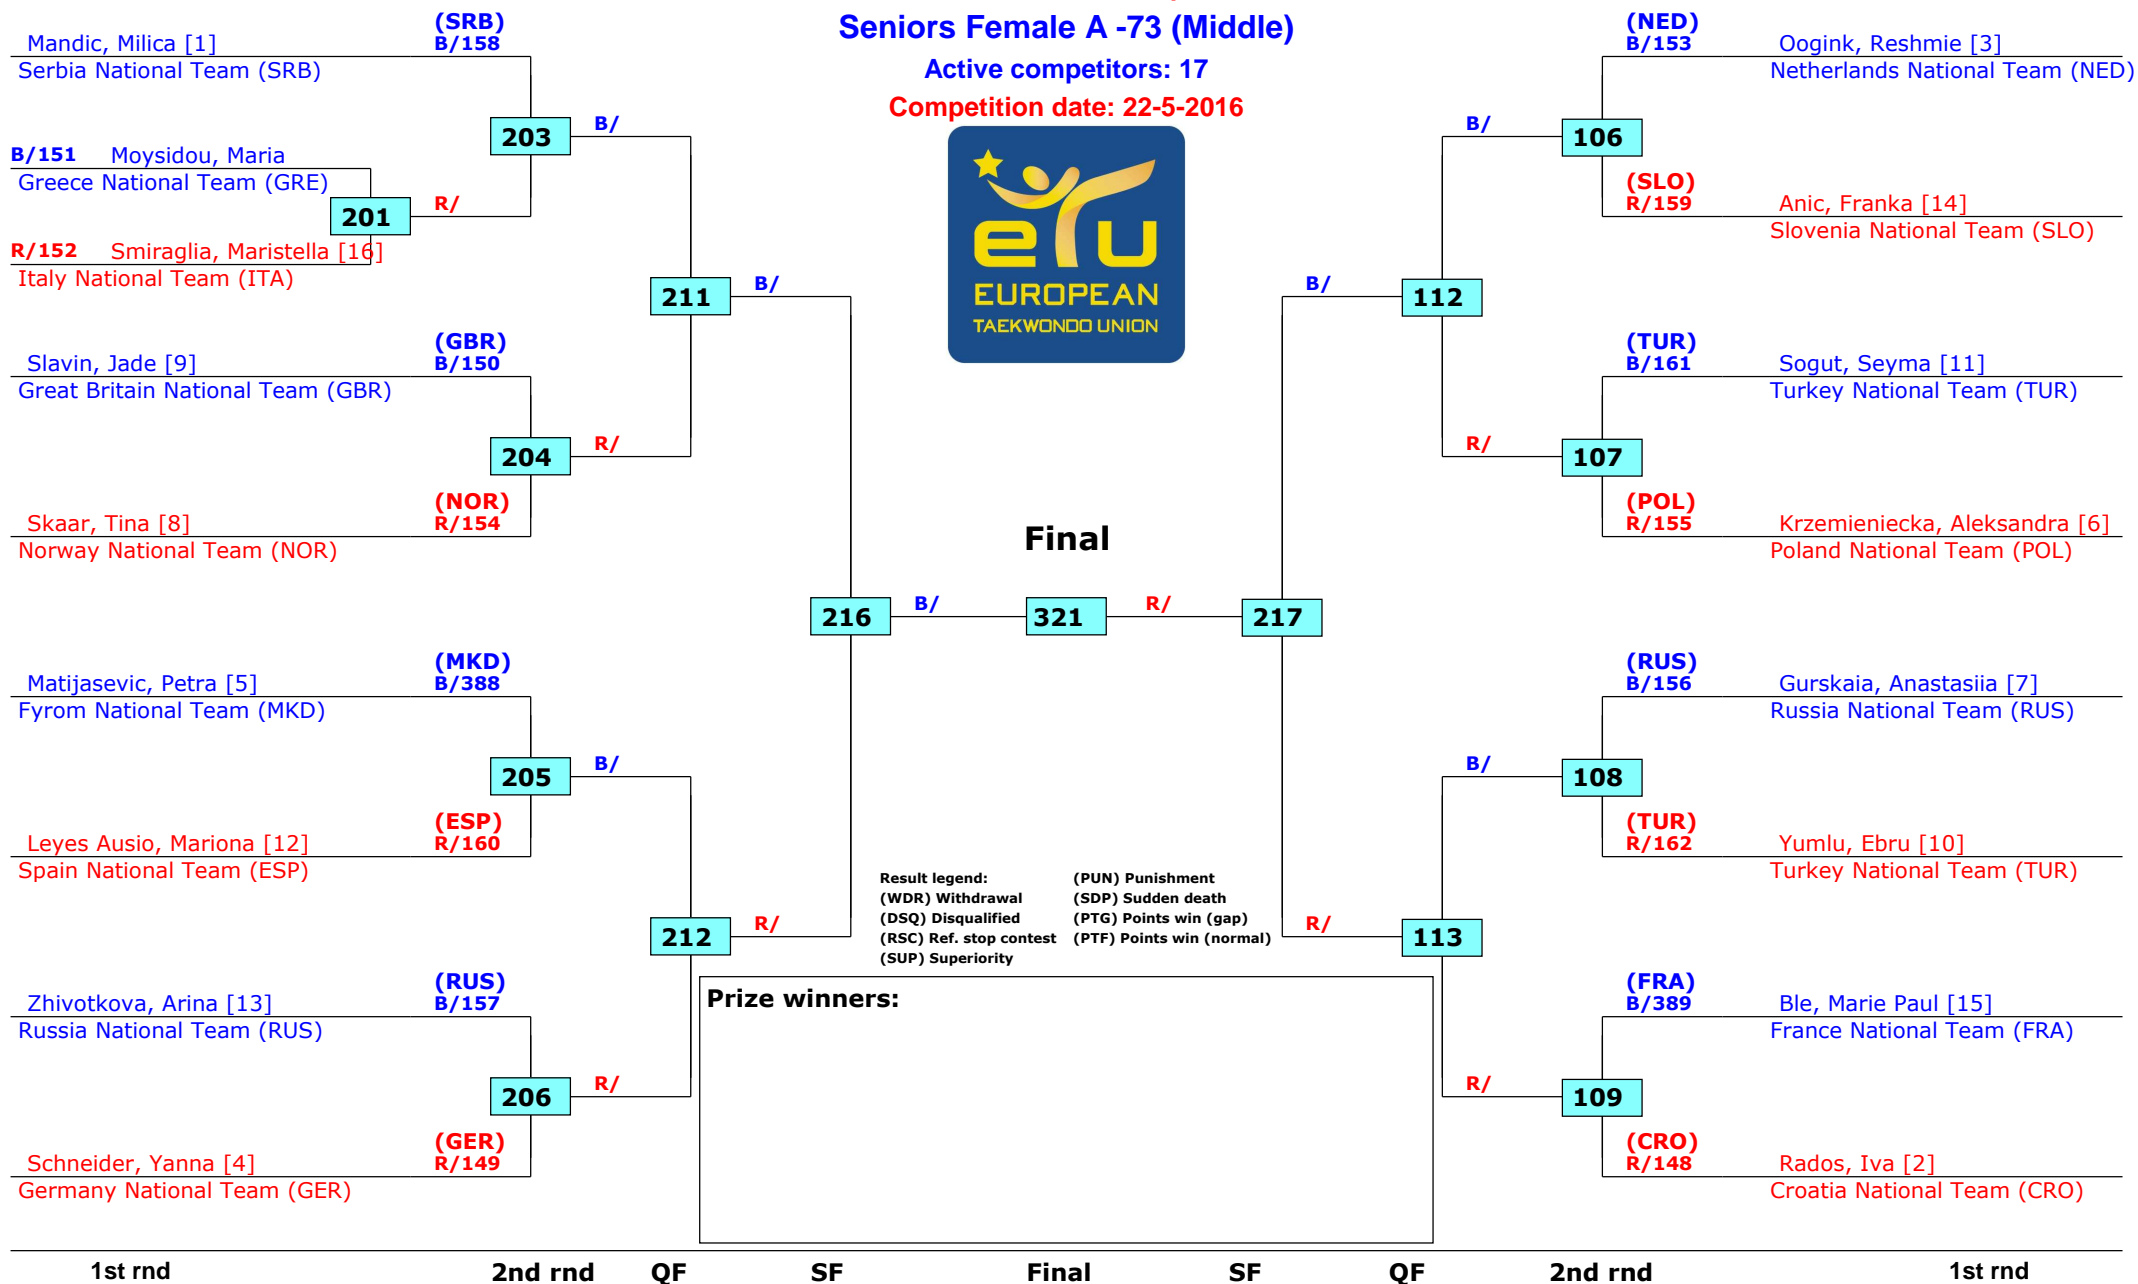 Seniors Female A -73 (Middle)
Active competitors: 17
Competition date: 22-5-2016
eTU
EUROPEAN
TAEKWONDO UNION
Mandic, Milica [1]
(SRB)
B/158
Serbia National Team (SRB)
203
B/
B/151 Moysidou, Maria
Greece National Team (GRE)
201
R/
R/152 Smiraglia, Maristella [16]
Italy National Team (ITA)
211
B/
Slavin, Jade [9]
(GBR)
B/150
Great Britain National Team (GBR)
204
R/
Skaar, Tina [8]
(NOR)
R/154
Norway National Team (NOR)
216
B/
Matijasevic, Petra [5]
(MKD)
B/388
Fyrom National Team (MKD)
205
B/
Leyes Ausio, Mariona [12]
(ESP)
R/160
Spain National Team (ESP)
212
R/
Zhivotkova, Arina [13]
(RUS)
B/157
Russia National Team (RUS)
206
R/
Schneider, Yanna [4]
(GER)
R/149
Germany National Team (GER)
Final
321
R/
217
(NED)
B/153
Oogink, Reshmie [3]
Netherlands National Team (NED)
B/
106
(SLO)
R/159
Anic, Franka [14]
Slovenia National Team (SLO)
B/
112
(TUR)
B/161
Sogut, Seyma [11]
Turkey National Team (TUR)
R/
107
(POL)
R/155
Krzemieniecka, Aleksandra [6]
Poland National Team (POL)
(RUS)
B/156
Gurskaia, Anastasiia [7]
Russia National Team (RUS)
B/
108
(TUR)
R/162
Yumlu, Ebru [10]
Turkey National Team (TUR)
R/
113
(FRA)
B/389
Ble, Marie Paul [15]
France National Team (FRA)
R/
109
(CRO)
R/148
Rados, Iva [2]
Croatia National Team (CRO)
Result legend: (PUN) Punishment
(WDR) Withdrawal (SDP) Sudden death
(DSQ) Disqualified (PTG) Points win (gap)
(RSC) Ref. stop contest (PTF) Points win (normal)
(SUP) Superiority
Prize winners:
1st rnd 2nd rnd QF SF Final SF QF 2nd rnd 1st rnd